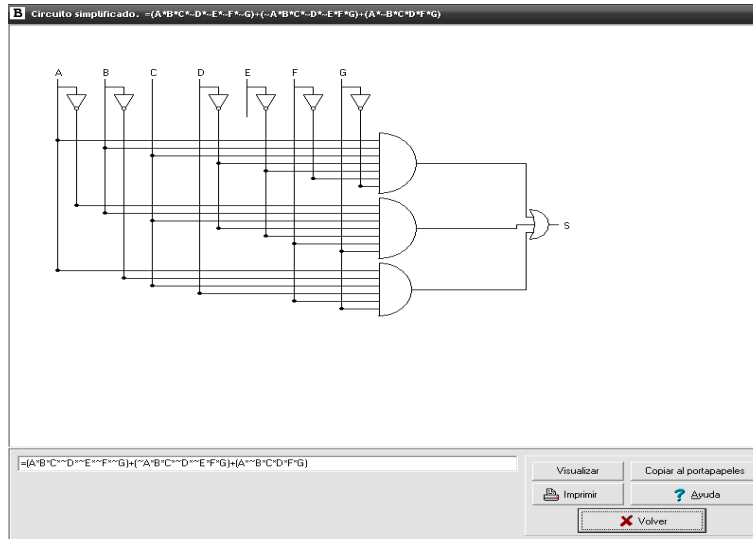 B Circuito simplificado. =(A*B*C*~D*~E*~F*~G)+(~A*B*C*~D*~E*F*G)+(A*~B*C*D*F*G)
A B C D E F G
S
=(A*B*C*~D*~E*~F*~G)+(~A*B*C*~D*~E*F*G)+(A*~B*C*D*F*G)
Visualizar Copiar al portapapeles
Imprimir ? Ayuda
Volver